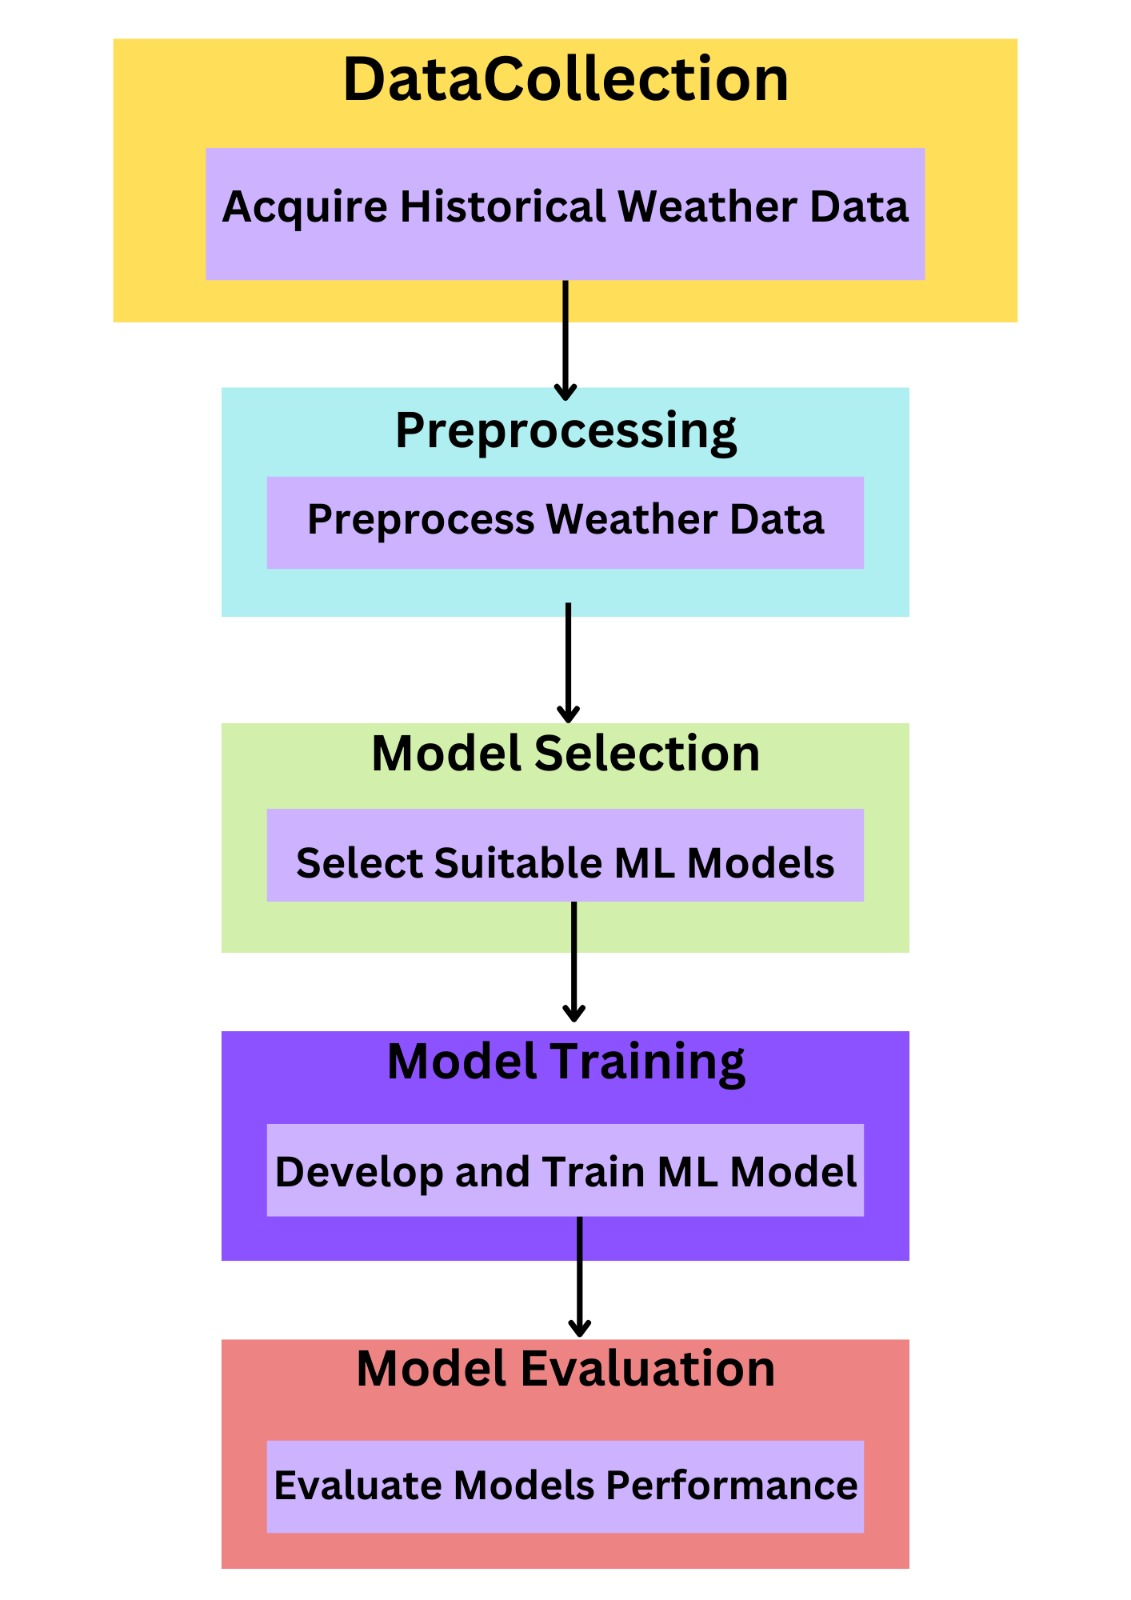 DataCollection
Acquire Historical Weather Data
Preprocessing
Preprocess Weather Data
Model Selection
Select Suitable ML Models
Model Training
Develop and Train ML Model
Model Evaluation
Evaluate Models Performance